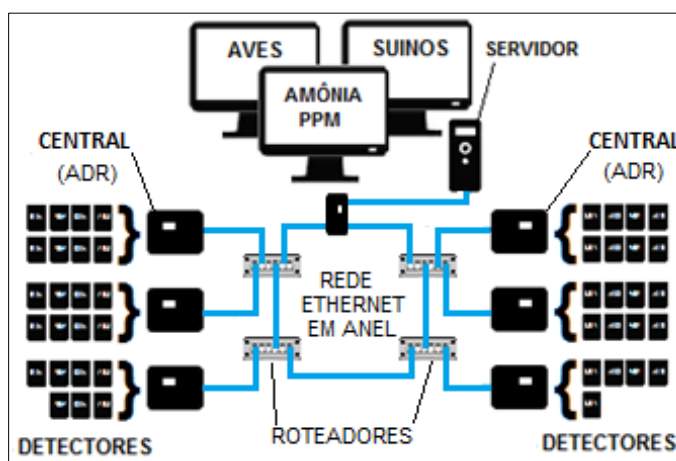 AVES
SUINOS
SERVIDOR
AMÔNIA
PPM
CENTRAL
(ADR)
CENTRAL
(ADR)
REDE
ETHERNET
EM ANEL
ROTEADORES
DETECTORES
DETECTORES